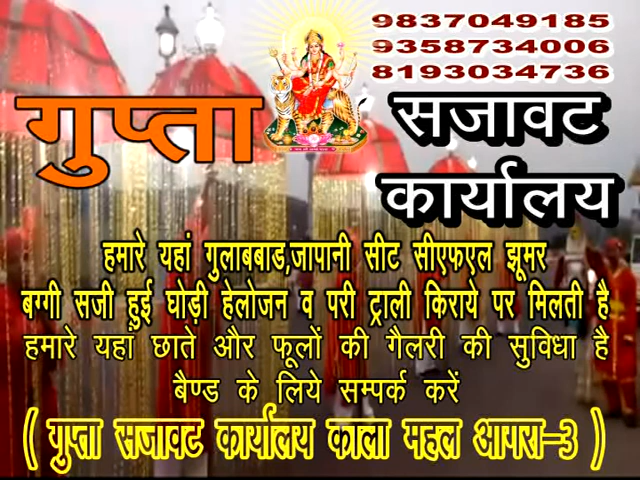 9837049185
9358734006
8193034736
गुप्ता
सजावट
कार्यालय
हमारे यहां गुलाबबाड,जापानी सीट सीएफएल झूमर
बग्गी सजी हुई घोड़ी हेलोजन व परी ट्राली किराये पर मिलती है
हमारे यहां छाते और फूलों की गैलरी की सुविधा है
बैण्ड के लिये सम्पर्क करें
( गुप्ता सजावट कार्यालय काला महल आगरा-3 )